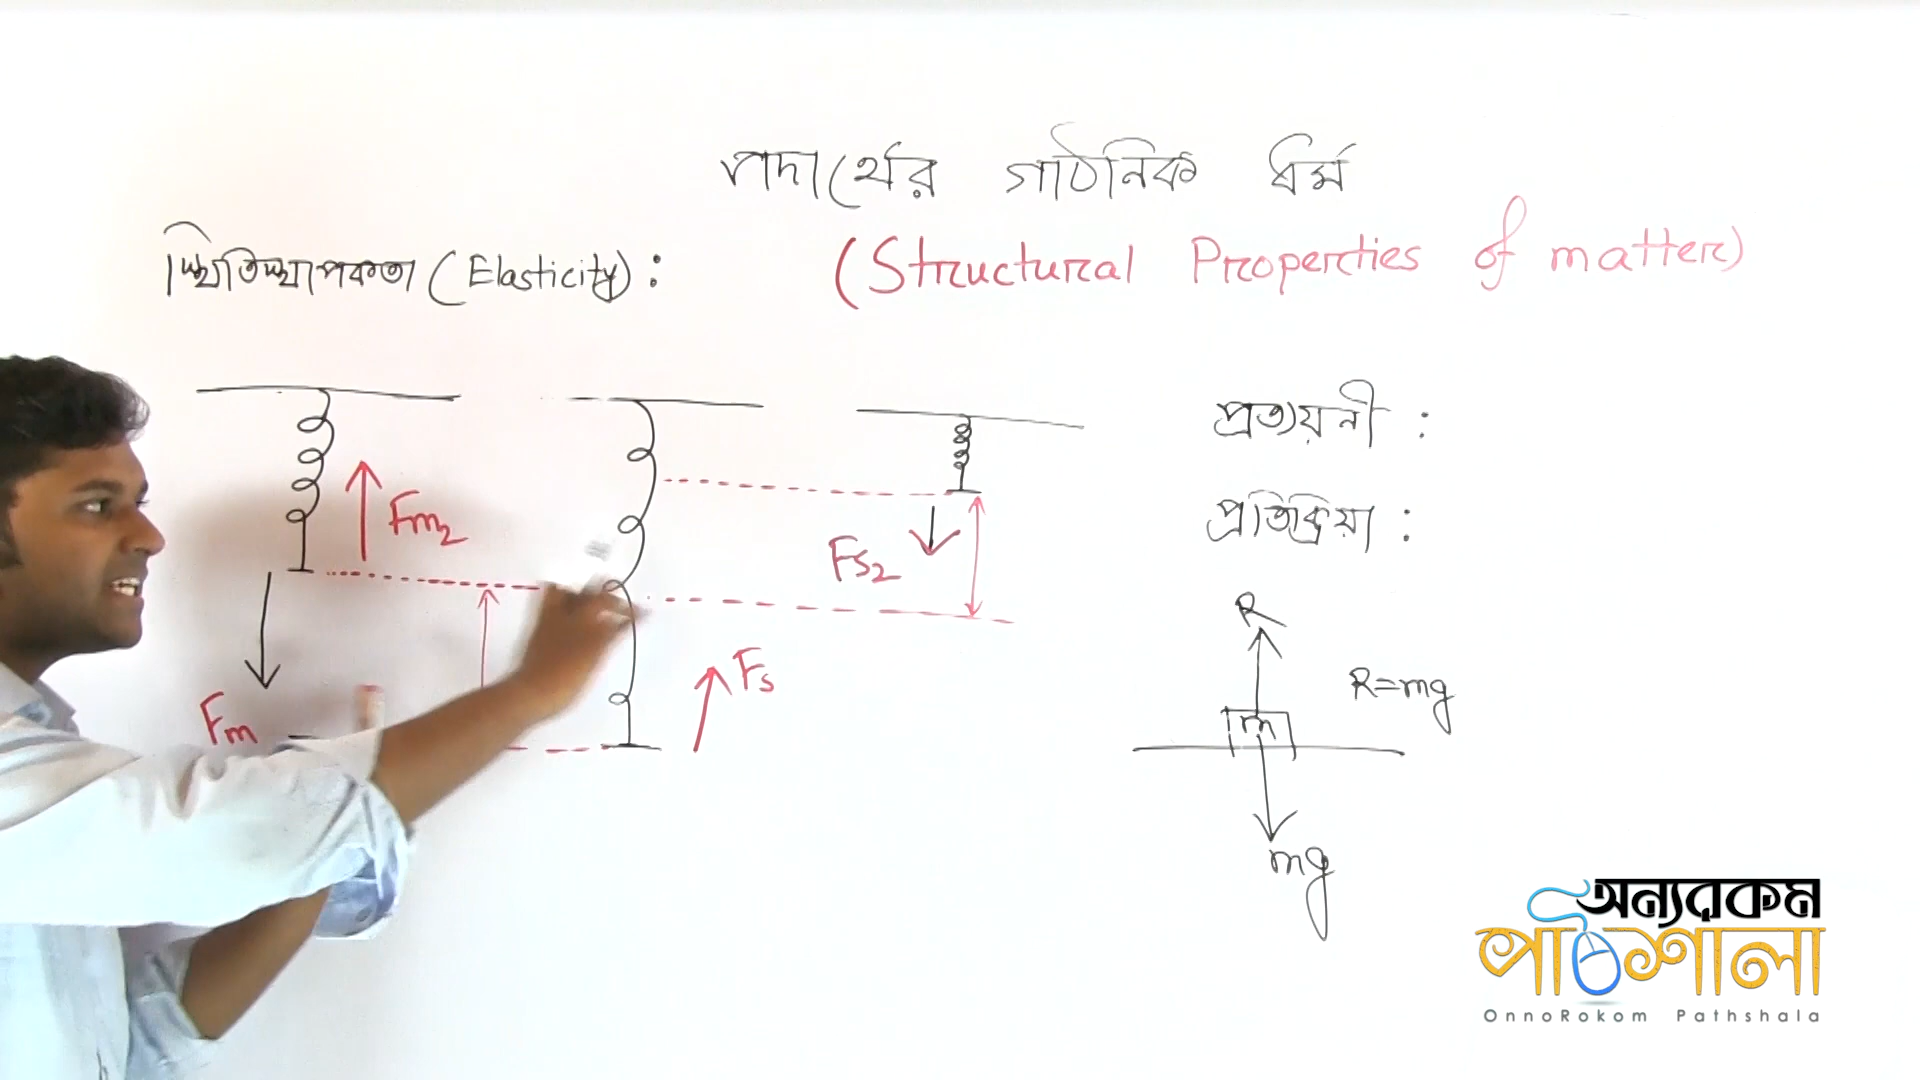 পদার্থের গাঠনিক ধর্ম
(Structural Properties of matter)
স্থিতিস্থাপকতা (Elasticity) :
Fm2
Fm
Fs
Fs2
প্রত্যয়নী :
প্রতিক্রিয়া :
R
R=mg
m
mg
অন্যরকম
পাঠশালা
OnnoRokom Pathshala